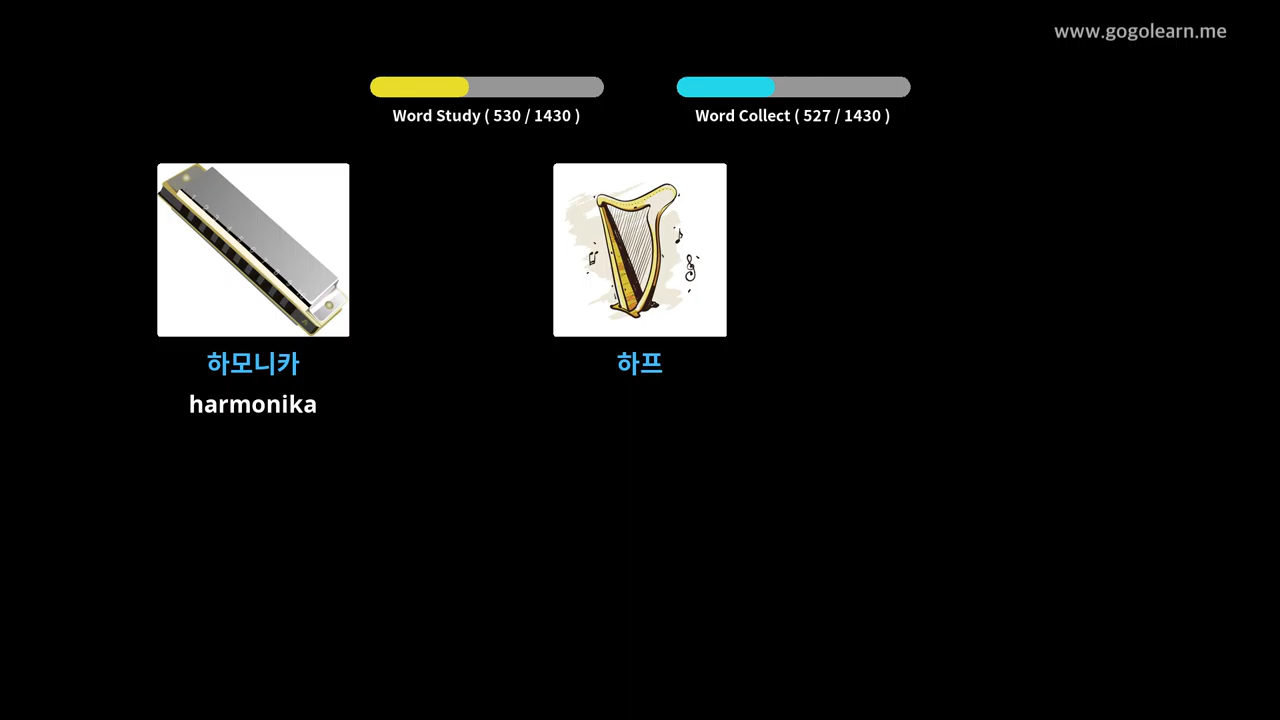 www.gogolearn.me
Word Study ( 530 / 1430 )
Word Collect ( 527 / 1430 )
하모니카
harmonika
하프